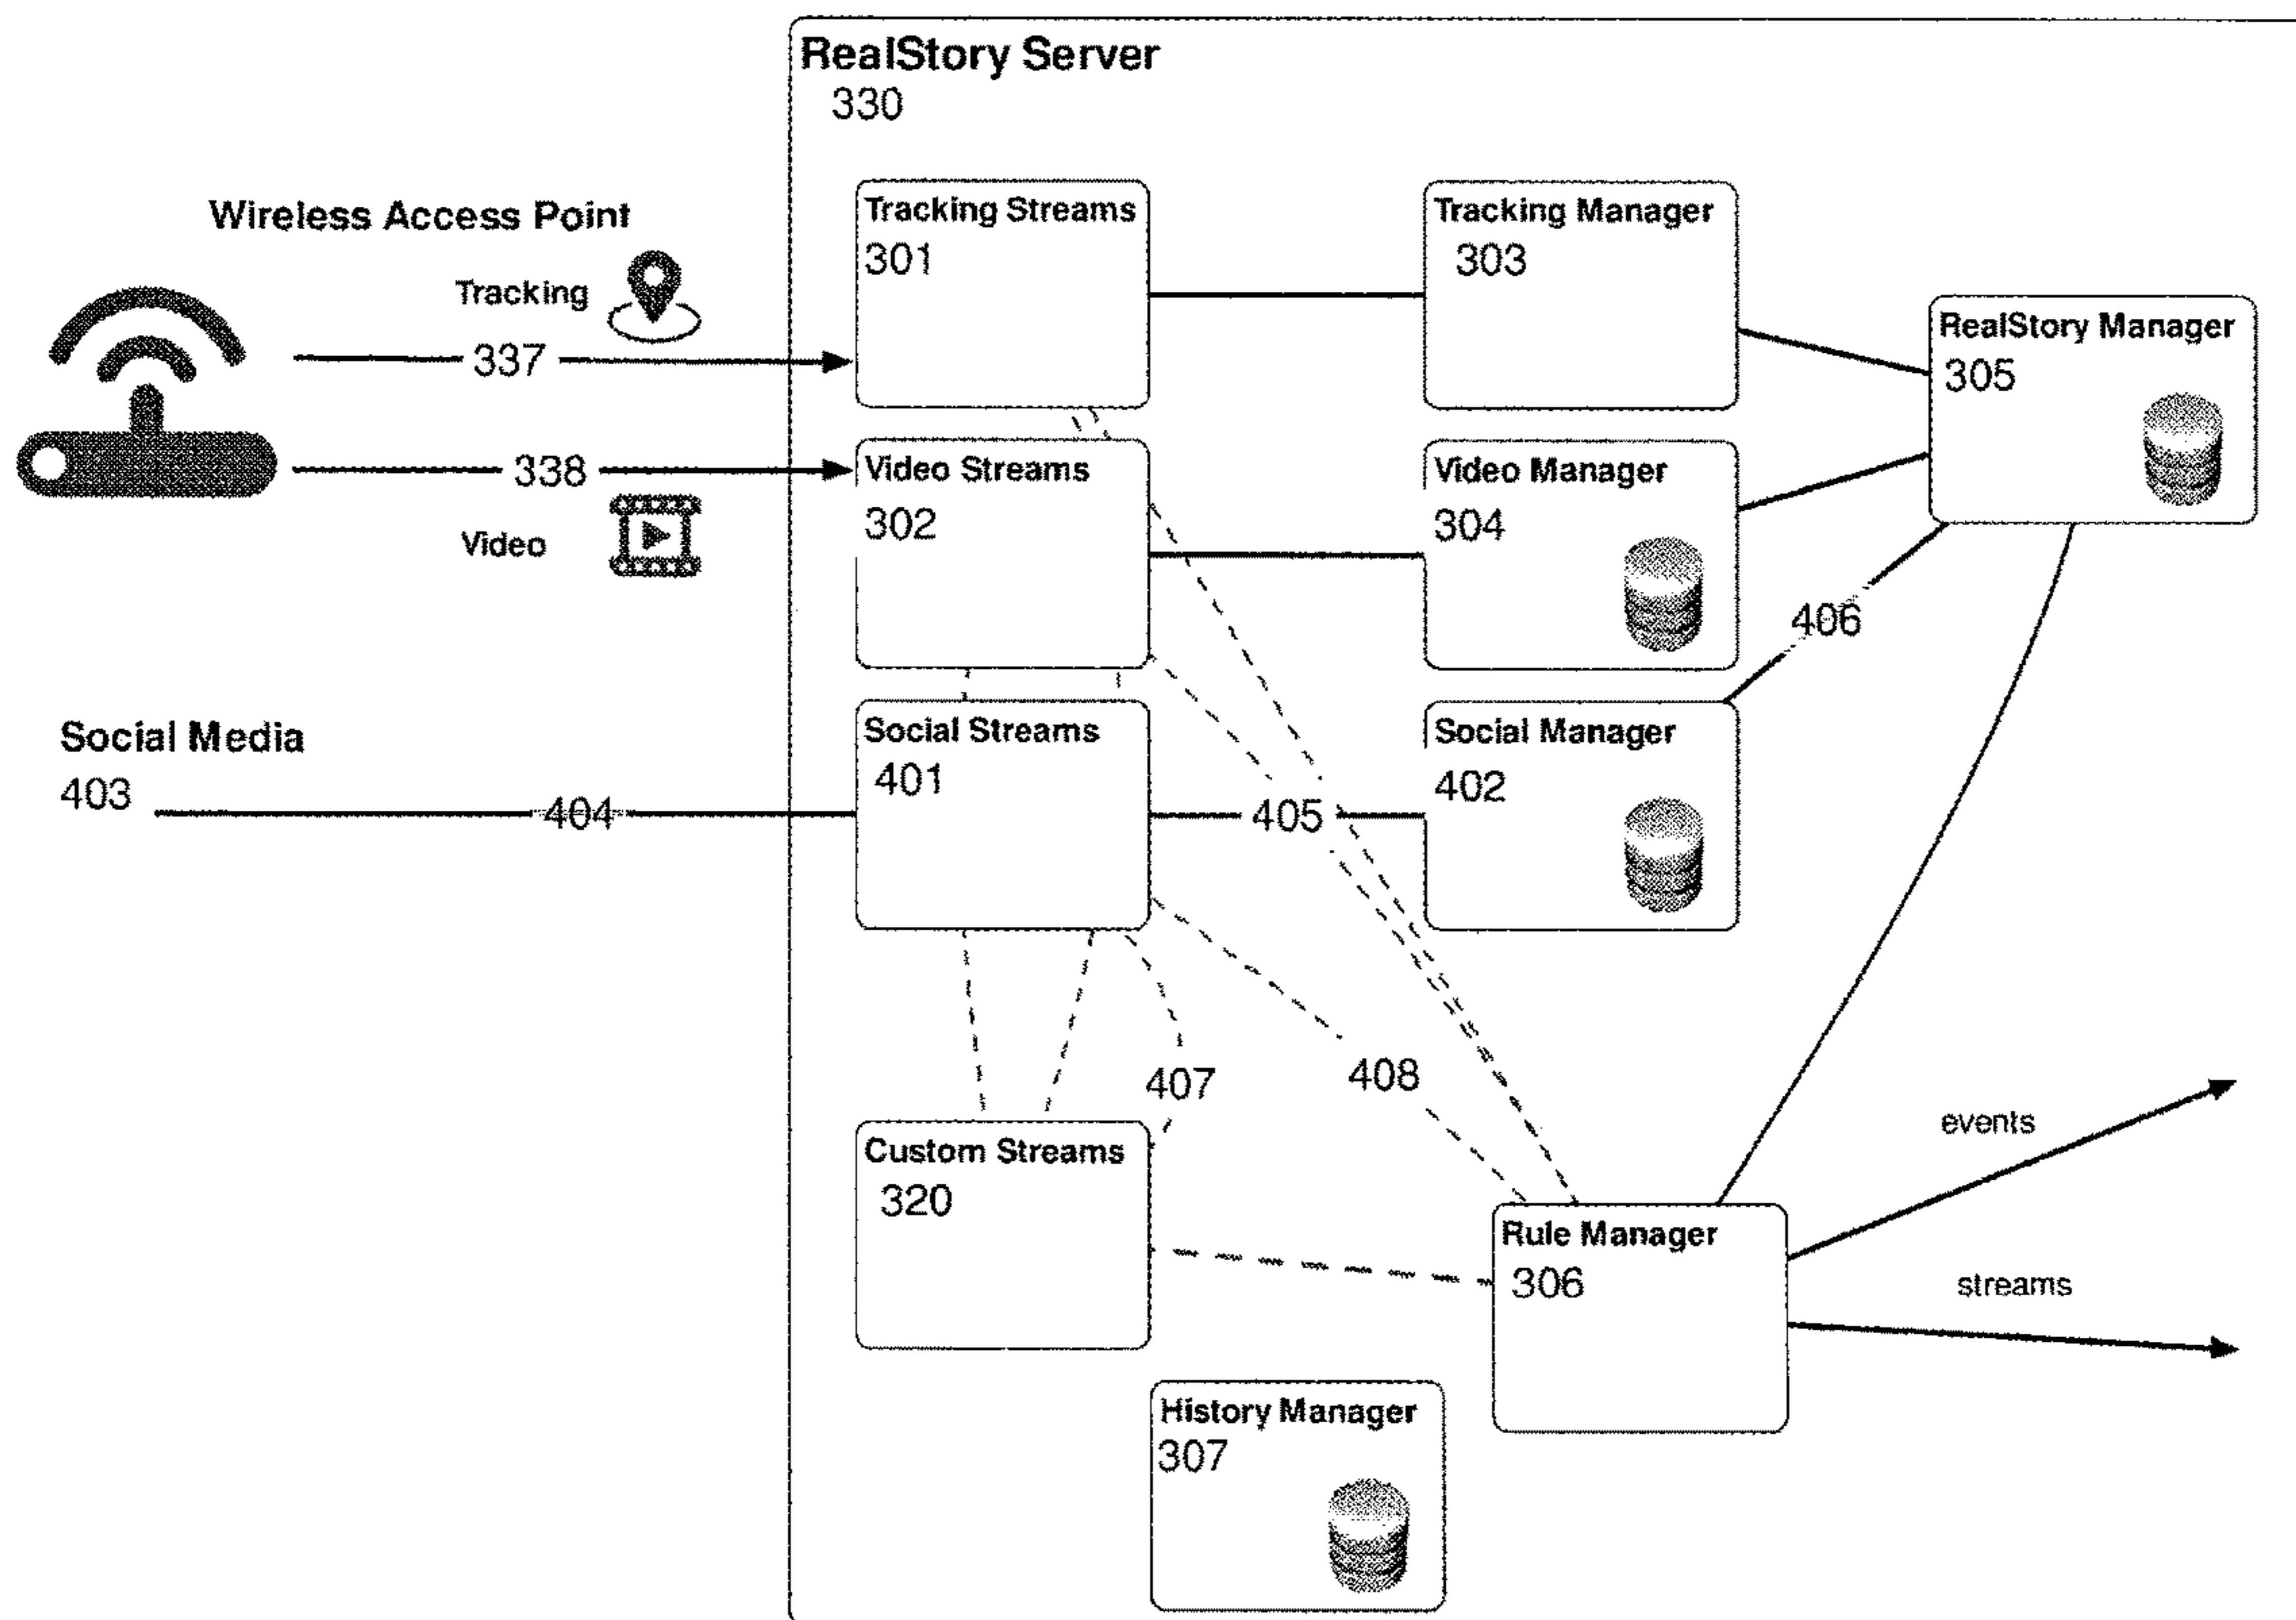 RealStory Server
330
Wireless Access Point
Tracking
337
338
Video
Tracking Streams
301
Tracking Manager
303
RealStory Manager
305
Video Streams
302
Video Manager
304
406
Social Media
403
404
Social Streams
401
405
Social Manager
402
407
408
Custom Streams
320
Rule Manager
306
events
streams
History Manager
307